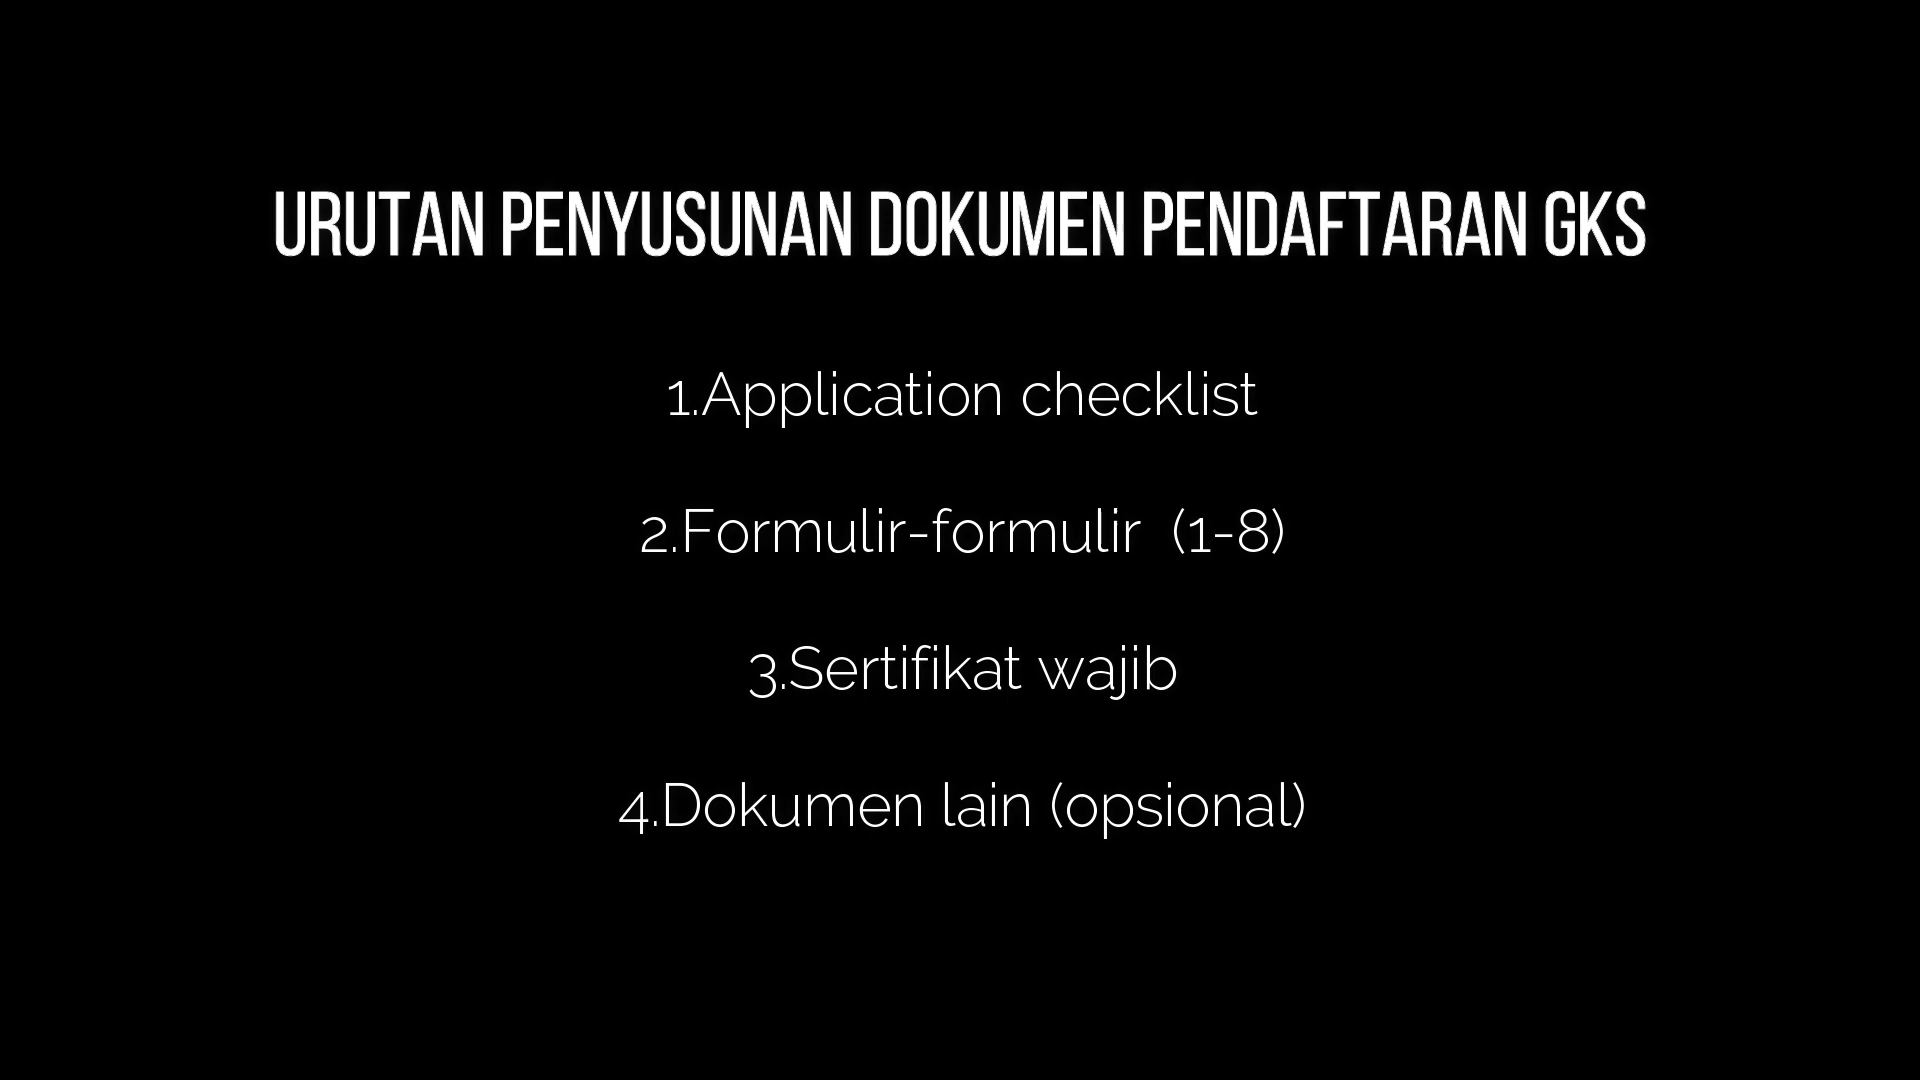 URUTAN PENYUSUNAN DOKUMEN PENDAFTARAN GKS
1.Application checklist
2.Formulir-formulir  (1-8)
3.Sertifikat wajib
4.Dokumen lain (opsional)